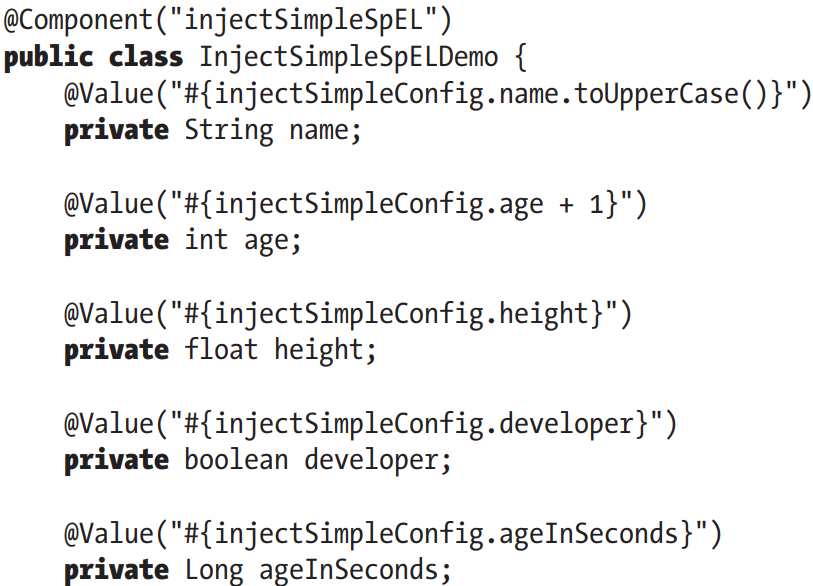 @Component("injectSimpleSpEL")
public class InjectSimpleSpELDemo {
@Value("#{injectSimpleConfig.name.toUpperCase()}")
private String name;
@Value("#{injectSimpleConfig.age + 1}")
private int age;
@Value("#{injectSimpleConfig.height}")
private float height;
@Value("#{injectSimpleConfig.developer}")
private boolean developer;
@Value("#{injectSimpleConfig.ageInSeconds}")
private Long ageInSeconds;